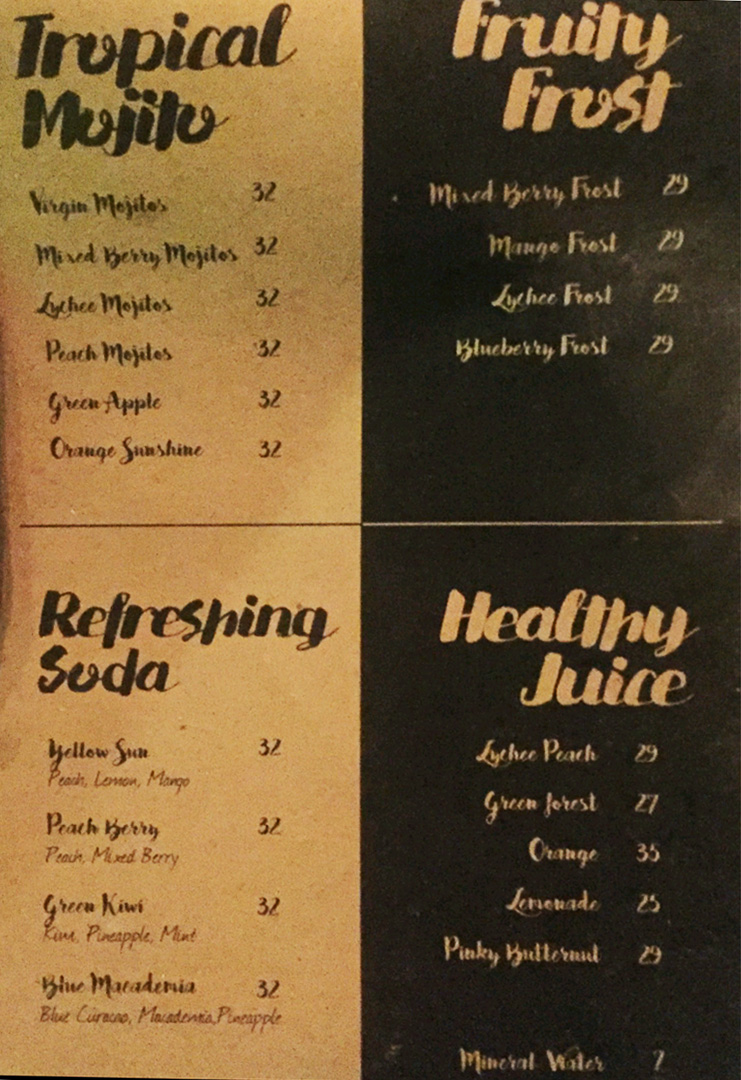 Tropical
Mojito
Virgin Mojitos 32
Mixed Berry Mojitos 32
Lychee Mojitos 32
Peach Mojitos 32
Green Apple 32
Orange Sunshine 32
Fruity
Frost
Mixed Berry Frost 29
Mango Frost 29
Lychee Frost 29
Blueberry Frost 29
Refreshing
Soda
Yellow Sun 32
Peach, Lemon, Mango
Peach Berry 32
Peach, Mixed Berry
Green Kiwi 32
Kiwi, Pineapple, Mint
Blue Macademia 32
Blue Curacao, Macademia,Pineapple
Healthy
Juice
Lychee Peach 29
Green forest 27
Orange 35
Lemonade 25
Pinky Butternut 29
Mineral Water 7